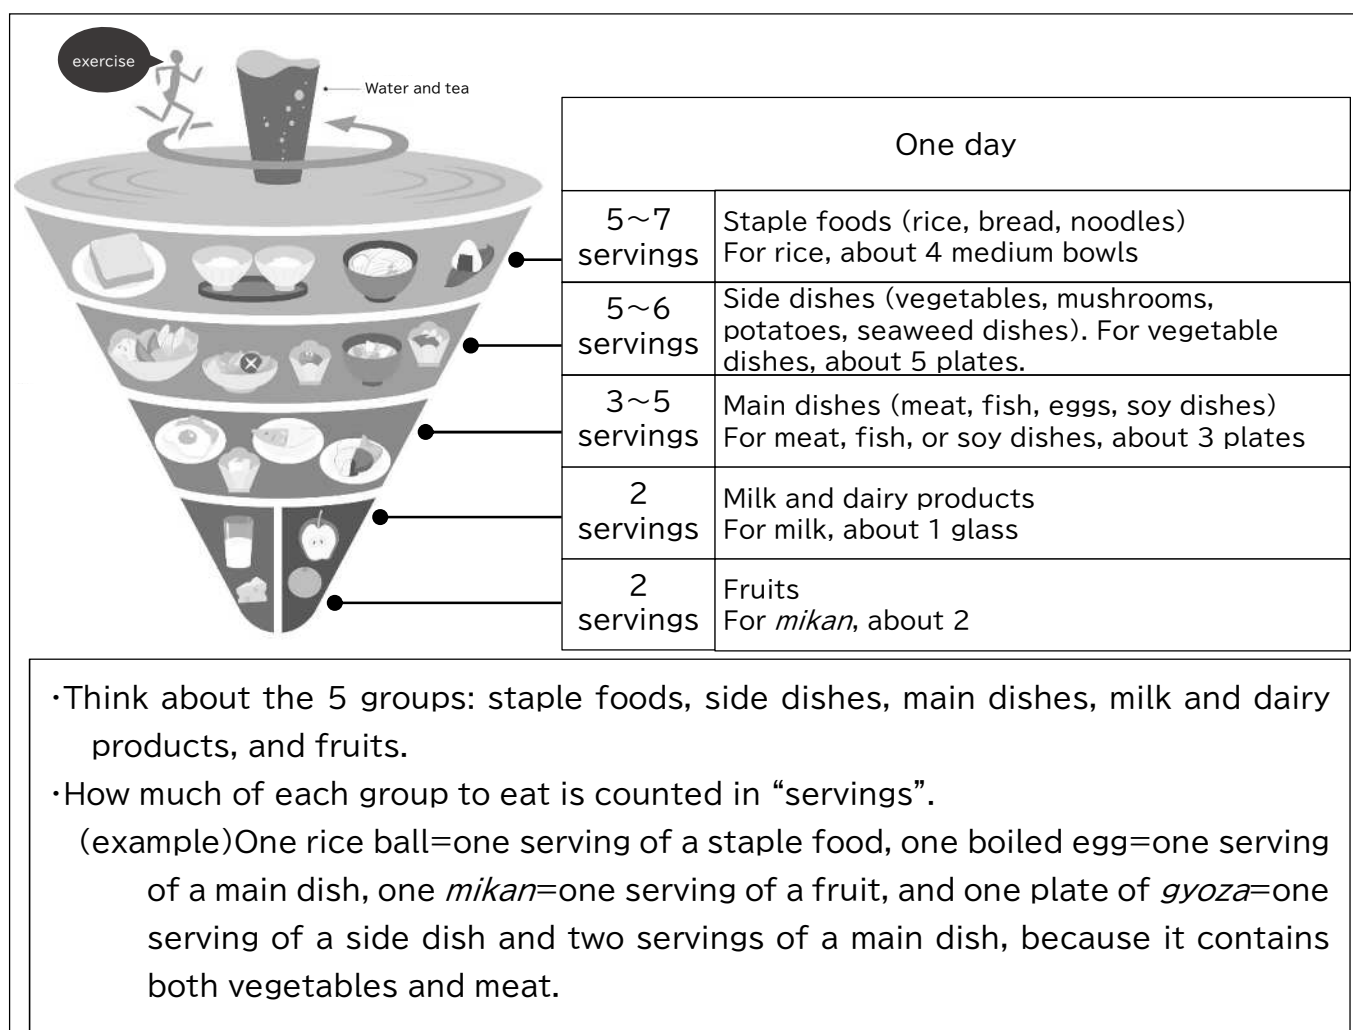 exercise
Water and tea
One day
5～7
servings
Staple foods (rice, bread, noodles)
For rice, about 4 medium bowls
5～6
servings
Side dishes (vegetables, mushrooms,
potatoes, seaweed dishes). For vegetable
dishes, about 5 plates.
3～5
servings
Main dishes (meat, fish, eggs, soy dishes)
For meat, fish, or soy dishes, about 3 plates
2
servings
Milk and dairy products
For milk, about 1 glass
2
servings
Fruits
For mikan, about 2
・Think about the 5 groups: staple foods, side dishes, main dishes, milk and dairy
products, and fruits.
・How much of each group to eat is counted in “servings”.
(example)One rice ball=one serving of a staple food, one boiled egg=one serving
of a main dish, one mikan=one serving of a fruit, and one plate of gyoza=one
serving of a side dish and two servings of a main dish, because it contains
both vegetables and meat.